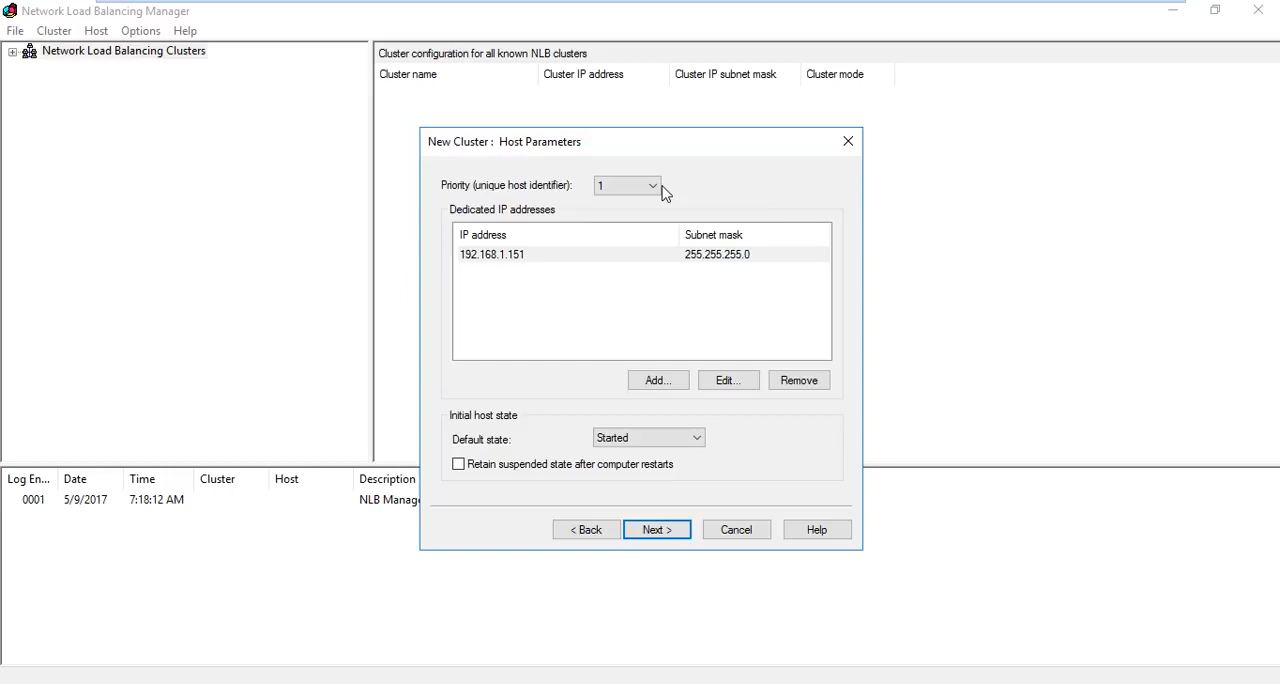 Network Load Balancing Manager
File Cluster Host Options Help
Network Load Balancing Clusters
Cluster configuration for all known NLB clusters
Cluster name Cluster IP address Cluster IP subnet mask Cluster mode
New Cluster : Host Parameters
Priority (unique host identifier): 1
Dedicated IP addresses
IP address Subnet mask
192.168.1.151 255.255.255.0
Add... Edit... Remove
Initial host state
Default state: Started
Retain suspended state after computer restarts
Log En... Date Time Cluster Host Description
0001 5/9/2017 7:18:12 AM NLB Manag
< Back Next > Cancel Help